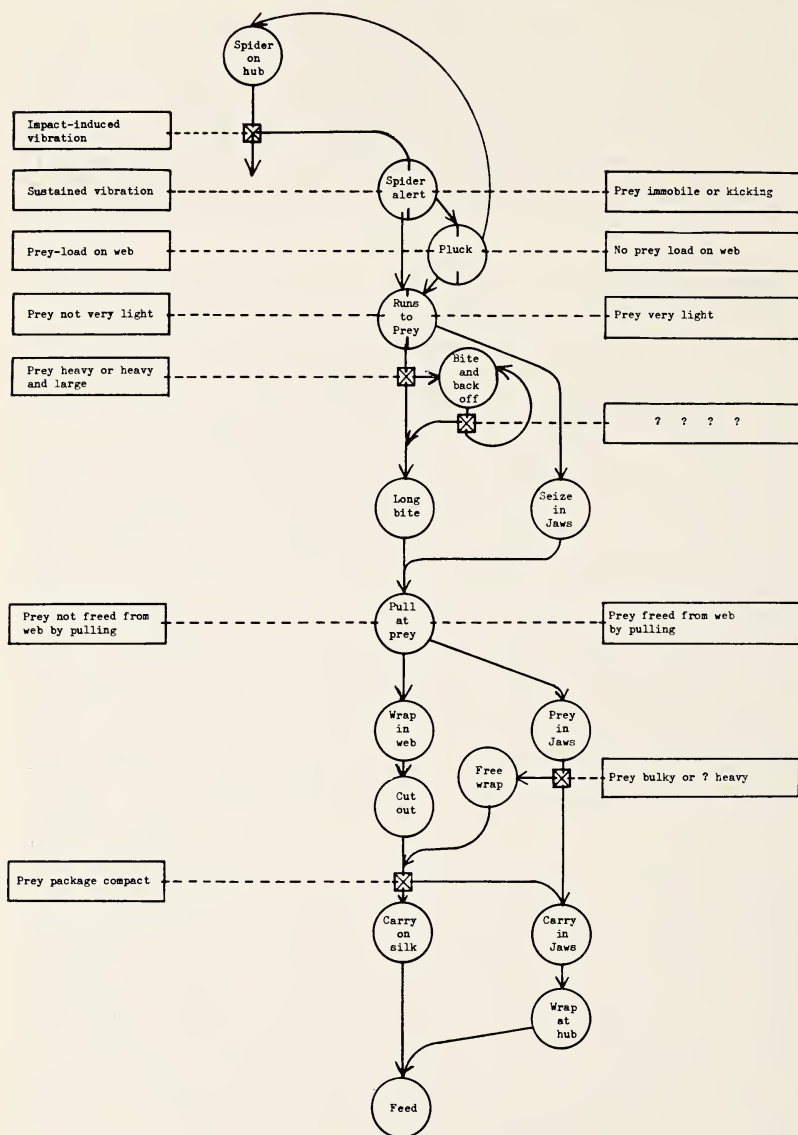 Spider
on
hub
Impact-induced
vibration
Sustained vibration
Spider
alert
Prey immobile or kicking
Prey-load on web
Pluck
No prey load on web
Prey not very light
Runs
to
Prey
Prey very light
Prey heavy or heavy
and large
Bite
and
back
off
? ? ? ?
Long
bite
Seize
in
Jaws
Prey not freed from
web by pulling
Pull
at
prey
Prey freed from web
by pulling
Wrap
in
web
Prey
in
Jaws
Free
wrap
Prey bulky or ? heavy
Cut
out
Prey package compact
Carry
on
silk
Carry
in
Jaws
Wrap
at
hub
Feed